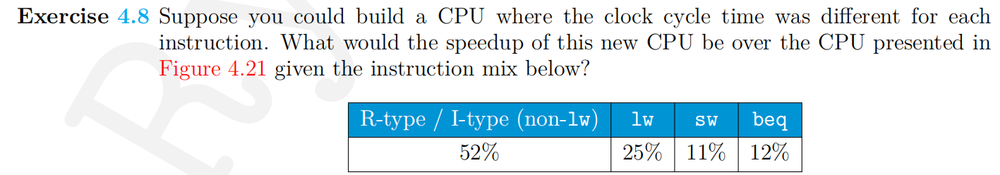 Exercise 4.8 Suppose you could build a CPU where the clock cycle time was different for each
instruction. What would the speedup of this new CPU be over the CPU presented in
Figure 4.21 given the instruction mix below?
R-type / I-type (non-lw) lw sw beq
52% 25% 11% 12%